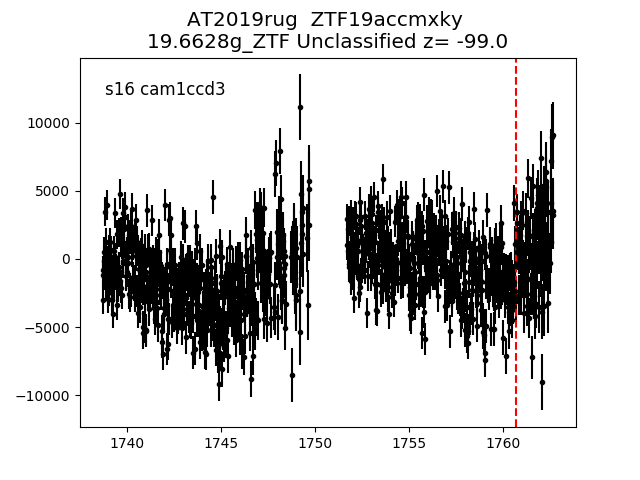 AT2019rug  ZTF19accmxky
19.6628g_ZTF Unclassified z= -99.0
s16 cam1ccd3
10000
5000
0
−5000
−10000
1740 1745 1750 1755 1760